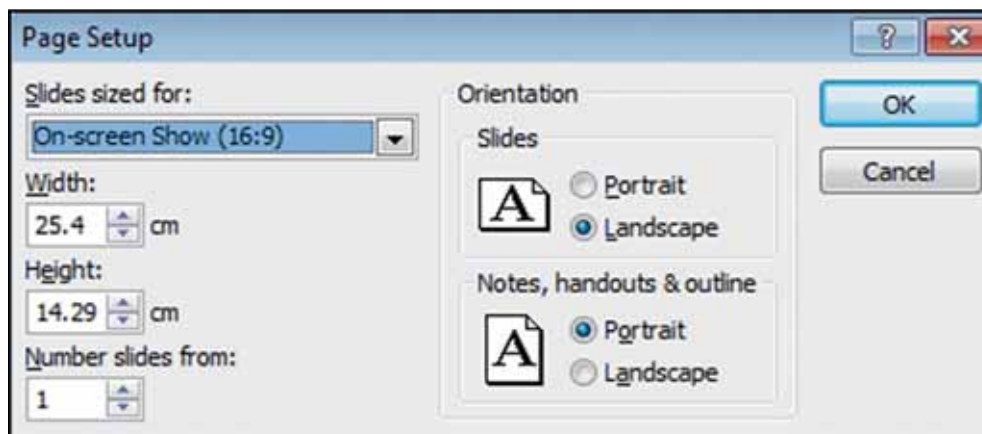 Page Setup
?
Slides sized for:
On-screen Show (16:9)
Width:
25.4 cm
Height:
14.29 cm
Number slides from:
1
Orientation
Slides
A
Portrait
Landscape
Notes, handouts & outline
A
Portrait
Landscape
OK
Cancel